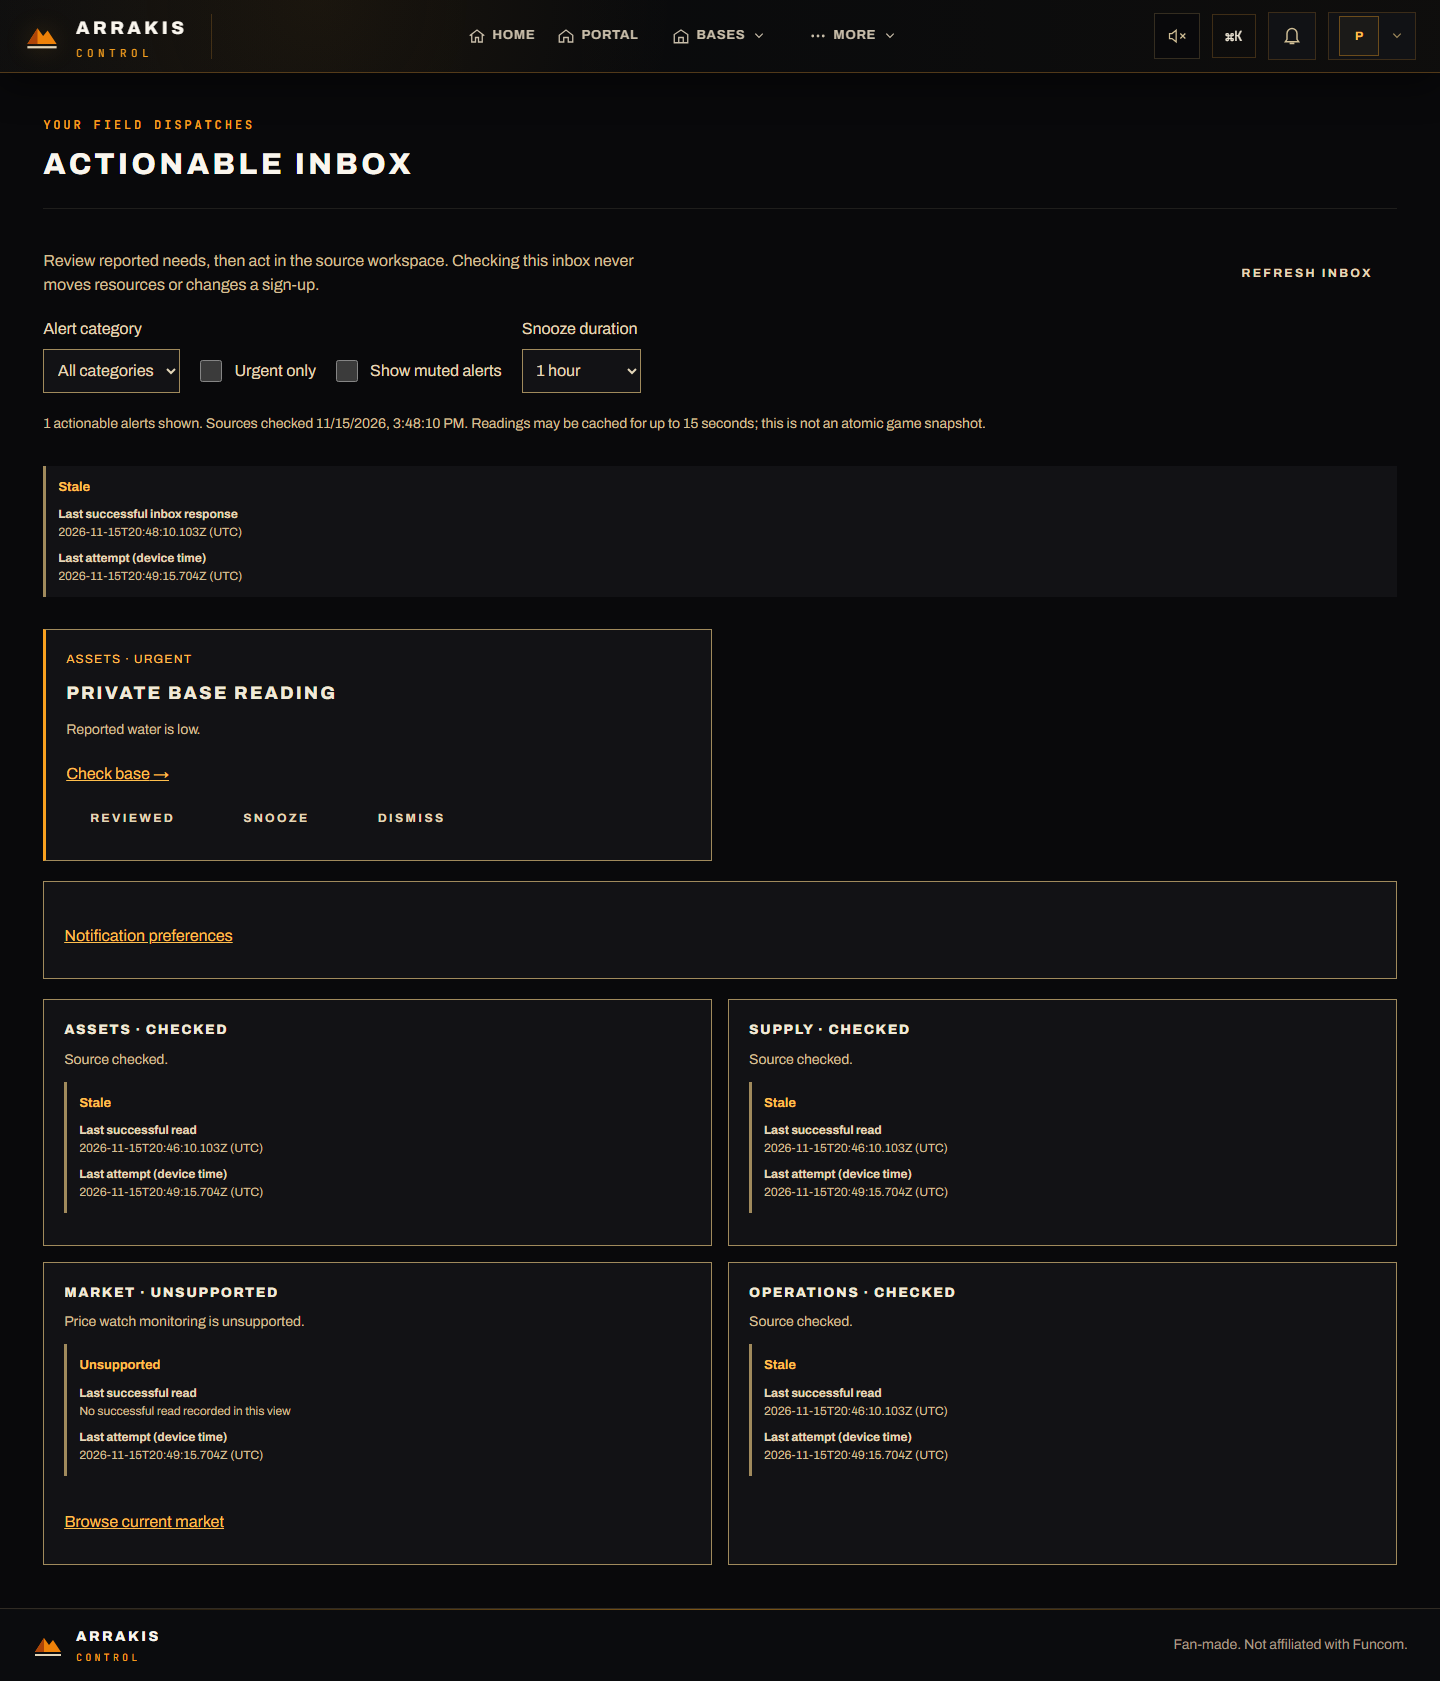 ARRAKIS
CONTROL
HOME
PORTAL
BASES
MORE
⌘K
P
YOUR FIELD DISPATCHES
ACTIONABLE INBOX
Review reported needs, then act in the source workspace. Checking this inbox never
moves resources or changes a sign-up.
REFRESH INBOX
Alert category
Snooze duration
All categories
Urgent only
Show muted alerts
1 hour
1 actionable alerts shown. Sources checked 11/15/2026, 3:48:10 PM. Readings may be cached for up to 15 seconds; this is not an atomic game snapshot.
Stale
Last successful inbox response
2026-11-15T20:48:10.103Z (UTC)
Last attempt (device time)
2026-11-15T20:49:15.704Z (UTC)
ASSETS · URGENT
PRIVATE BASE READING
Reported water is low.
Check base →
REVIEWED
SNOOZE
DISMISS
Notification preferences
ASSETS · CHECKED
Source checked.
Stale
Last successful read
2026-11-15T20:46:10.103Z (UTC)
Last attempt (device time)
2026-11-15T20:49:15.704Z (UTC)
SUPPLY · CHECKED
Source checked.
Stale
Last successful read
2026-11-15T20:46:10.103Z (UTC)
Last attempt (device time)
2026-11-15T20:49:15.704Z (UTC)
MARKET · UNSUPPORTED
Price watch monitoring is unsupported.
Unsupported
Last successful read
No successful read recorded in this view
Last attempt (device time)
2026-11-15T20:49:15.704Z (UTC)
Browse current market
OPERATIONS · CHECKED
Source checked.
Stale
Last successful read
2026-11-15T20:46:10.103Z (UTC)
Last attempt (device time)
2026-11-15T20:49:15.704Z (UTC)
ARRAKIS
CONTROL
Fan-made. Not affiliated with Funcom.